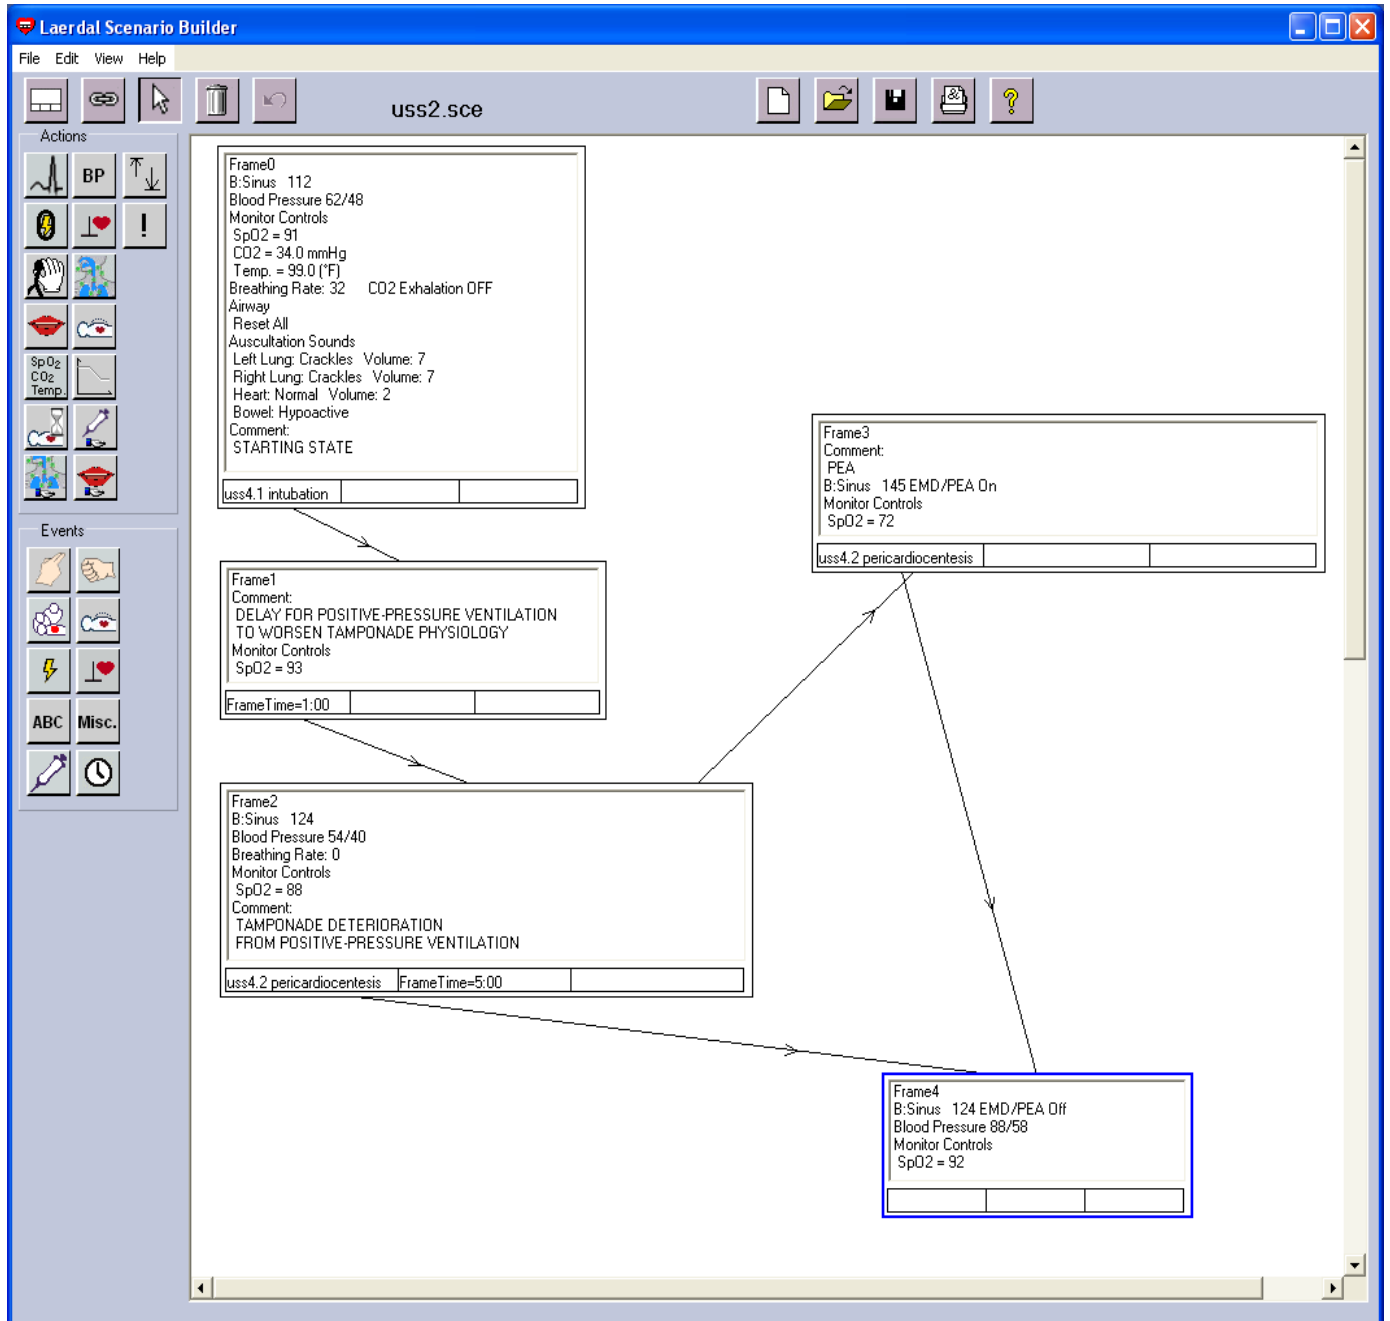 Laerdal Scenario Builder
File Edit View Help
uss2.sce
Actions
BP
!
SpO2
CO2
Temp.
Events
ABC Misc.
Frame0
B:Sinus 112
Blood Pressure 62/48
Monitor Controls
SpO2 = 91
CO2 = 34.0 mmHg
Temp. = 99.0 (°F)
Breathing Rate: 32 CO2 Exhalation OFF
Airway
Reset All
Auscultation Sounds
Left Lung: Crackles Volume: 7
Right Lung: Crackles Volume: 7
Heart: Normal Volume: 2
Bowel: Hypoactive
Comment:
STARTING STATE
uss4.1 intubation
Frame1
Comment:
DELAY FOR POSITIVE-PRESSURE VENTILATION
TO WORSEN TAMPONADE PHYSIOLOGY
Monitor Controls
SpO2 = 93
FrameTime=1:00
Frame2
B:Sinus 124
Blood Pressure 54/40
Breathing Rate: 0
Monitor Controls
SpO2 = 88
Comment:
TAMPONADE DETERIORATION
FROM POSITIVE-PRESSURE VENTILATION
uss4.2 pericardiocentesis FrameTime=5:00
Frame3
Comment:
PEA
B:Sinus 145 EMD/PEA On
Monitor Controls
SpO2 = 72
uss4.2 pericardiocentesis
Frame4
B:Sinus 124 EMD/PEA Off
Blood Pressure 88/58
Monitor Controls
SpO2 = 92